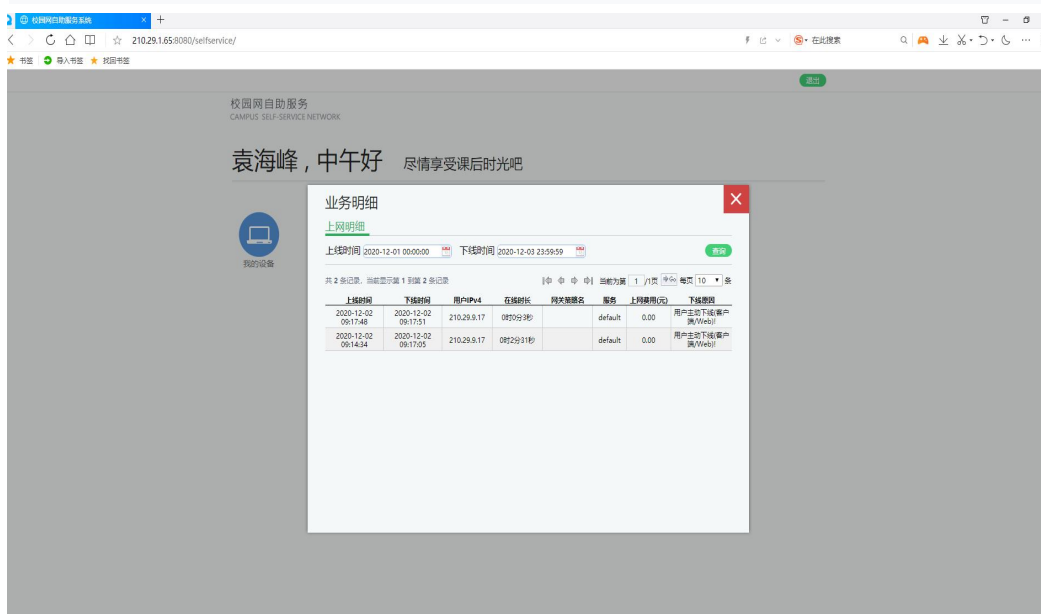 校园网自助服务系统 × +
210.29.1.65:8080/selfservice/
在此搜索
书签 导入书签 找回书签
退出
校园网自助服务
CAMPUS SELF-SERVICE NETWORK
袁海峰，中午好 尽情享受课后时光吧
我的设备
业务明细
上网明细
上线时间 2020-12-01 00:00:00 下线时间 2020-12-03 23:59:59 查询
共 2 条记录，当前显示第 1 到第 2 条记录 当前为第 1 /1页 Go 每页 10 条
上线时间 下线时间 用户IPv4 在线时长 网关策略名 服务 上网费用(元) 下线原因
2020-12-02 09:17:48 2020-12-02 09:17:51 210.29.9.17 0时0分3秒 default 0.00 用户主动下线(客户端/Web)!
2020-12-02 09:14:34 2020-12-02 09:17:05 210.29.9.17 0时2分31秒 default 0.00 用户主动下线(客户端/Web)!